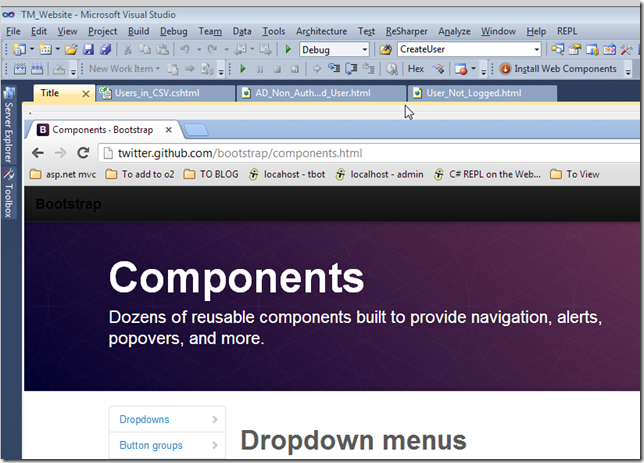 TM_Website - Microsoft Visual Studio
File Edit View Project Build Debug Team Data Tools Architecture Test ReSharper Analyze Window Help REPL
Debug CreateUser
New Work Item Hex Install Web Components
Title Users_in_CSV.cshtml AD_Non_Auth...d_User.html User_Not_Logged.html
Server Explorer
Toolbox
Components · Bootstrap
twitter.github.com/bootstrap/components.html
asp.net mvc To add to o2 TO BLOG locahost - tbot localhost - admin C# REPL on the Web... To View
Bootstrap
Components
Dozens of reusable components built to provide navigation, alerts,
popovers, and more.
Dropdowns
Button groups
Dropdown menus